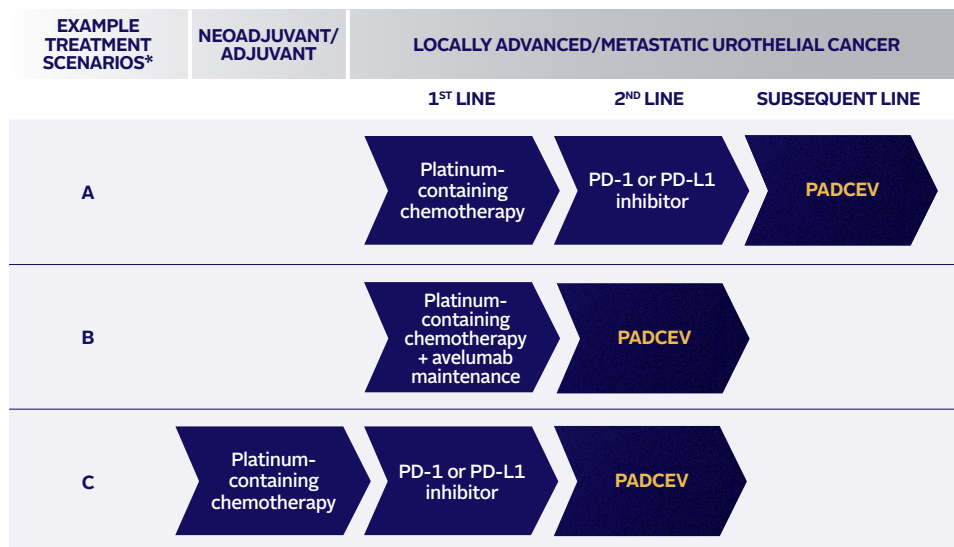 EXAMPLE
TREATMENT
SCENARIOS*
NEOADJUVANT/
ADJUVANT
LOCALLY ADVANCED/METASTATIC UROTHELIAL CANCER
1ST LINE
2ND LINE
SUBSEQUENT LINE
A
Platinum-
containing
chemotherapy
PD-1 or PD-L1
inhibitor
PADCEV
B
Platinum-
containing
chemotherapy
+ avelumab
maintenance
PADCEV
C
Platinum-
containing
chemotherapy
PD-1 or PD-L1
inhibitor
PADCEV